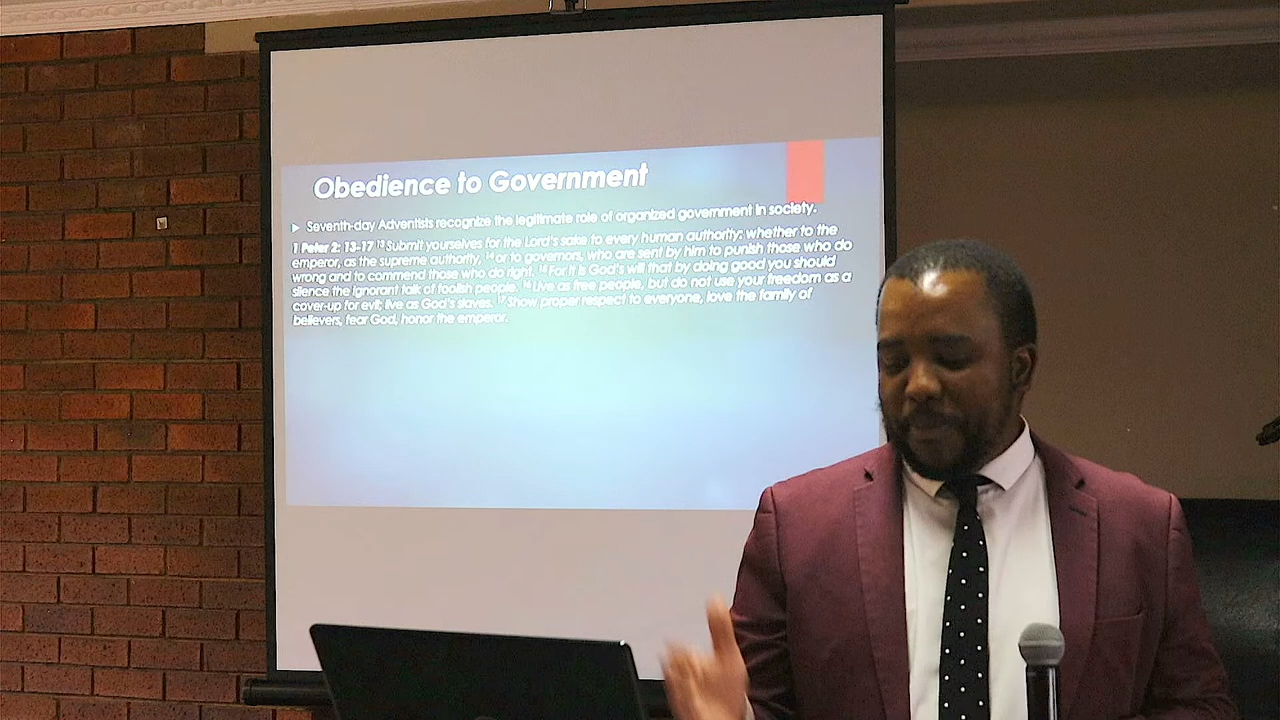 Obedience to Government
Seventh-day Adventists recognize the legitimate role of organized government in society.
1 Peter 2: 13-17 13 Submit yourselves for the Lord's sake to every human authority: whether to the
emperor, as the supreme authority, 14 or to governors, who are sent by him to punish those who do
wrong and to commend those who do right. 15 For it is God's will that by doing good you should
silence the ignorant talk of foolish people. 16 Live as free people, but do not use your freedom as a
cover-up for evil; live as God's slaves. 17 Show proper respect to everyone, love the family of
believers, fear God, honor the emperor.